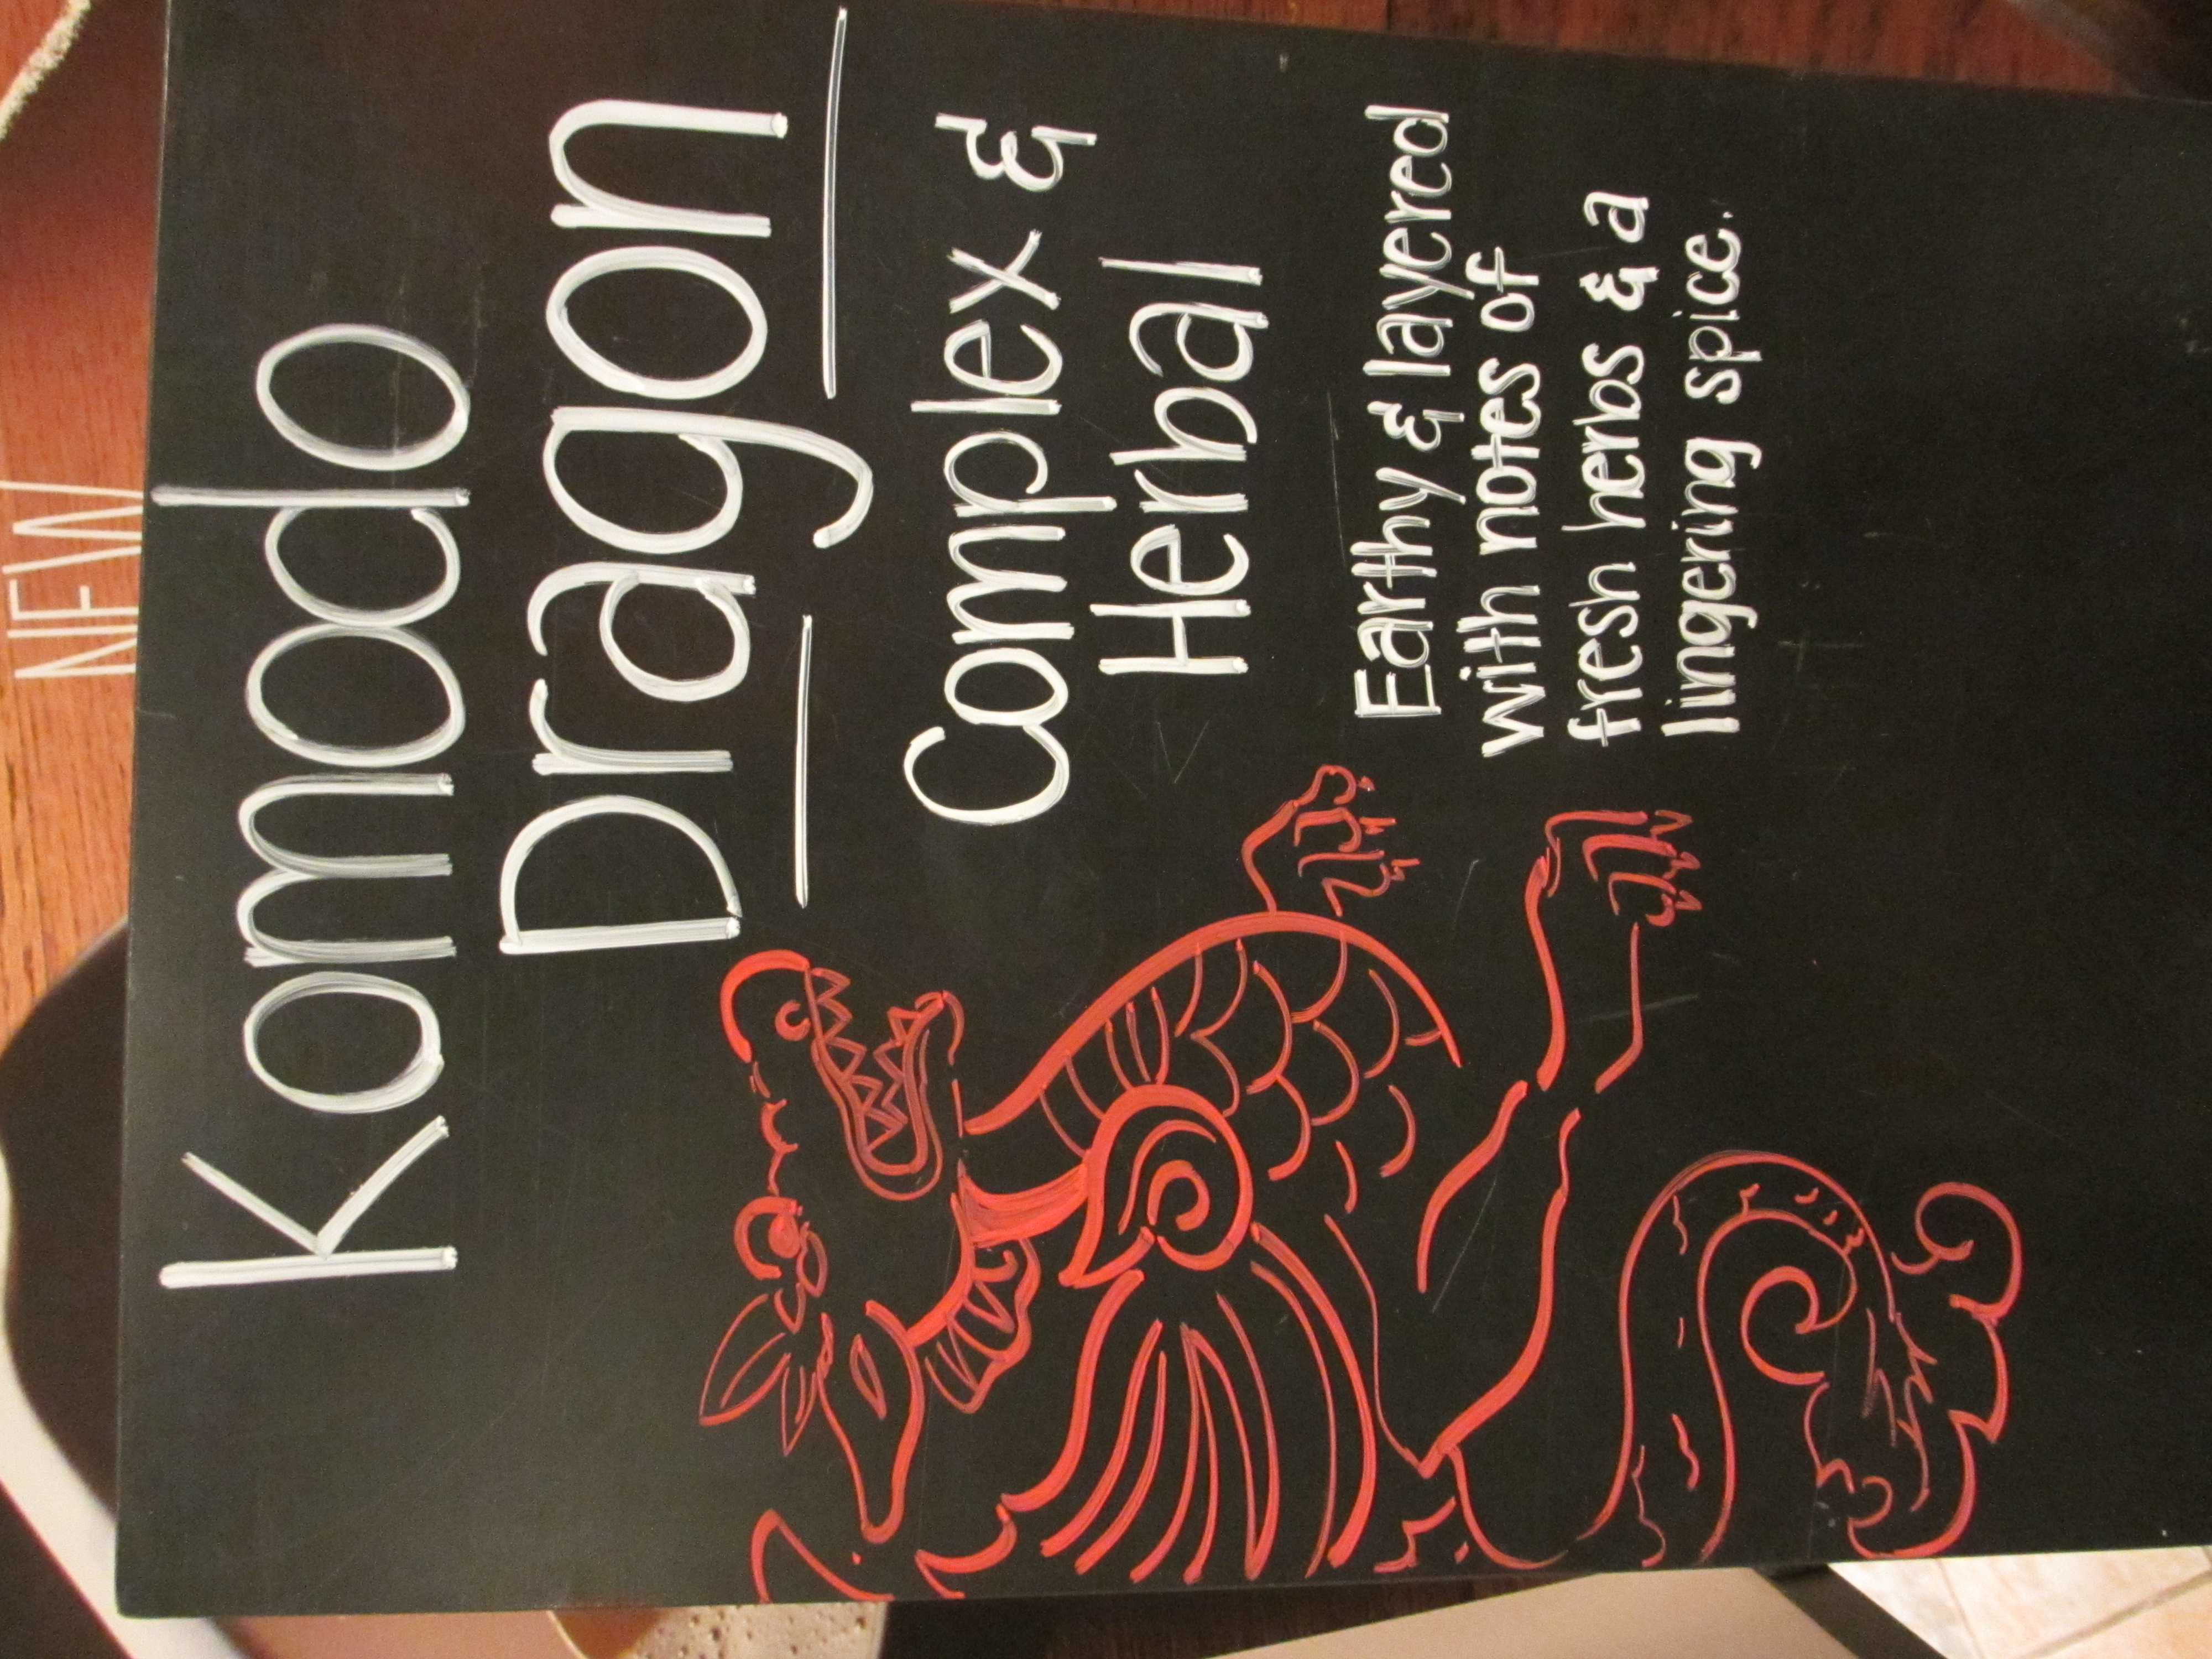 NEW
Komodo
Dragon
Complex &
Herbal
Earthy & layered
with notes of
fresh herbs & a
lingering spice.